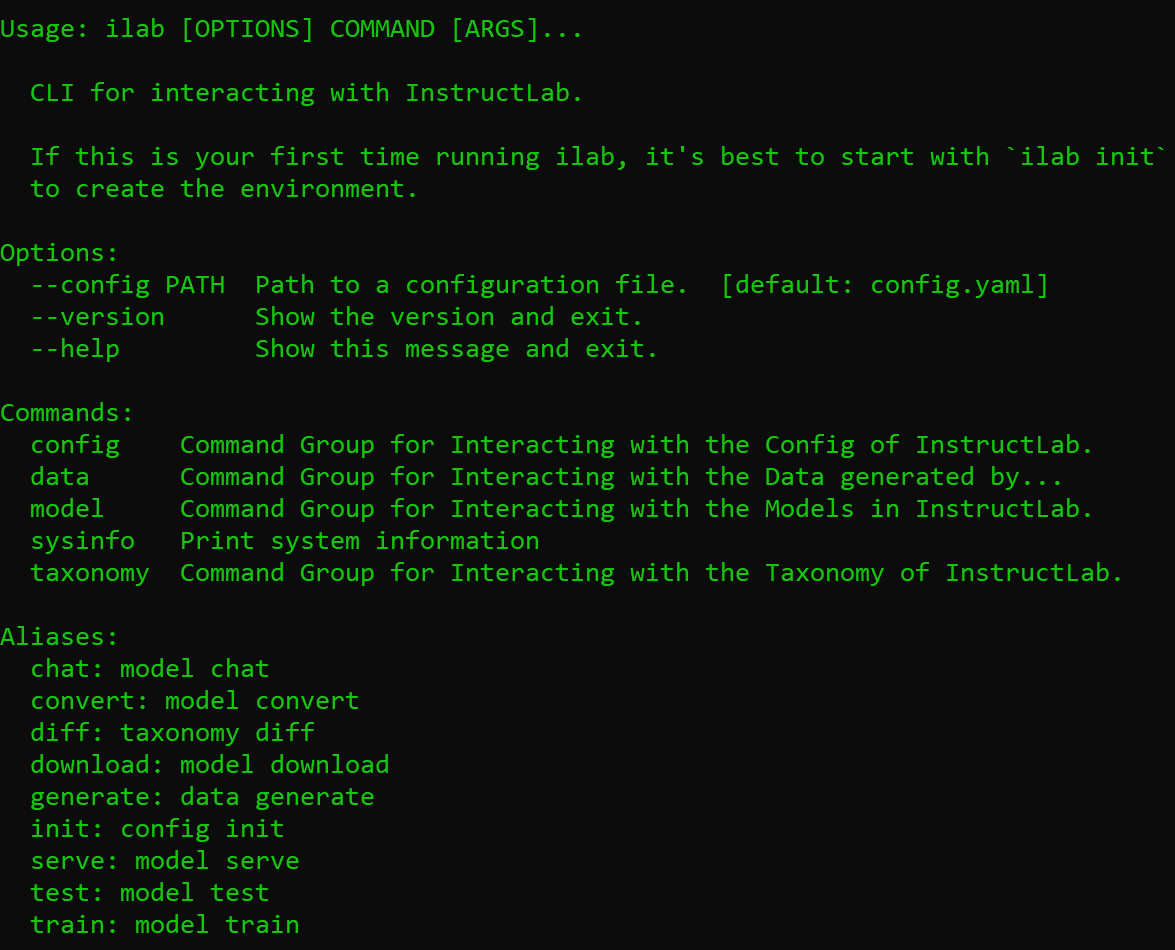 Usage: ilab [OPTIONS] COMMAND [ARGS]...

  CLI for interacting with InstructLab.

  If this is your first time running ilab, it's best to start with `ilab init`
  to create the environment.

Options:
  --config PATH  Path to a configuration file.  [default: config.yaml]
  --version      Show the version and exit.
  --help         Show this message and exit.

Commands:
  config    Command Group for Interacting with the Config of InstructLab.
  data      Command Group for Interacting with the Data generated by...
  model     Command Group for Interacting with the Models in InstructLab.
  sysinfo   Print system information
  taxonomy  Command Group for Interacting with the Taxonomy of InstructLab.

Aliases:
  chat: model chat
  convert: model convert
  diff: taxonomy diff
  download: model download
  generate: data generate
  init: config init
  serve: model serve
  test: model test
  train: model train